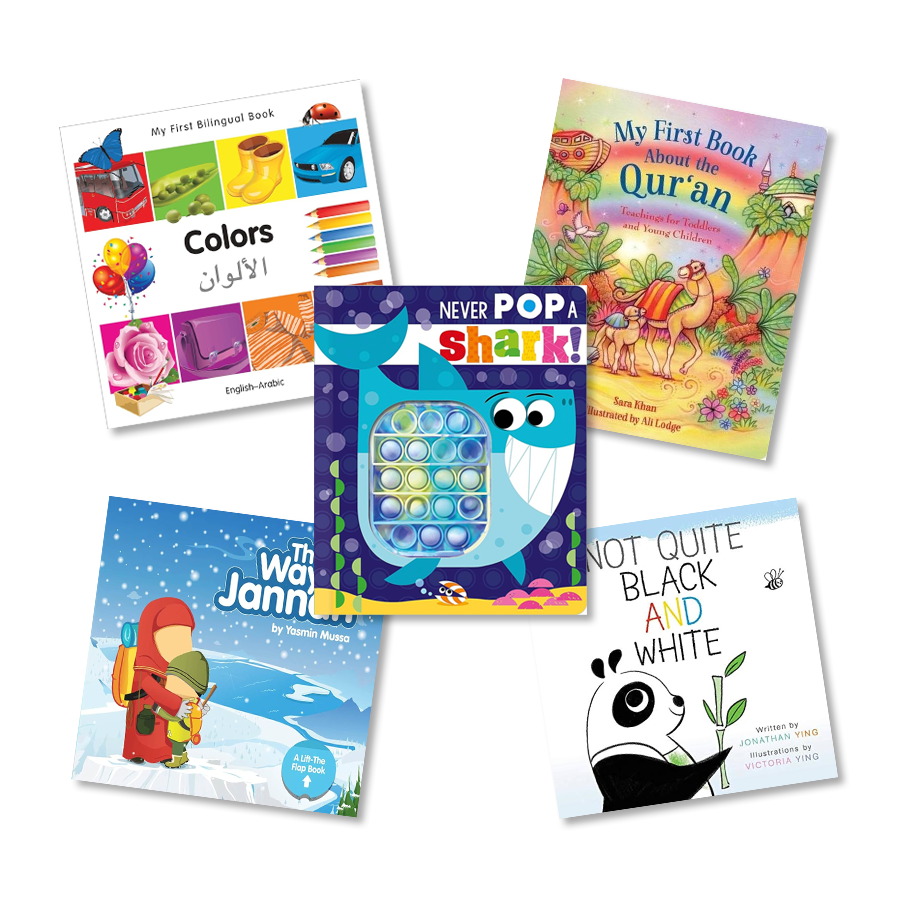 My First Bilingual Book
Colors
الألوان
English–Arabic
My First Book
About the
Qur'an
Teachings for Toddlers
and Young Children
Sara Khan
Illustrated by Ali Lodge
NEVER POP A
shark!
Way
Jannah
by Yasmin Mussa
A Lift-The
Flap Book
NOT QUITE
BLACK
AND
WHITE
Written by
JONATHAN YING
Illustrations by
VICTORIA YING